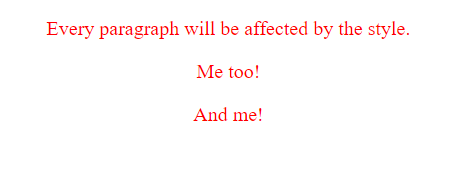 Every paragraph will be affected by the style.
Me too!
And me!